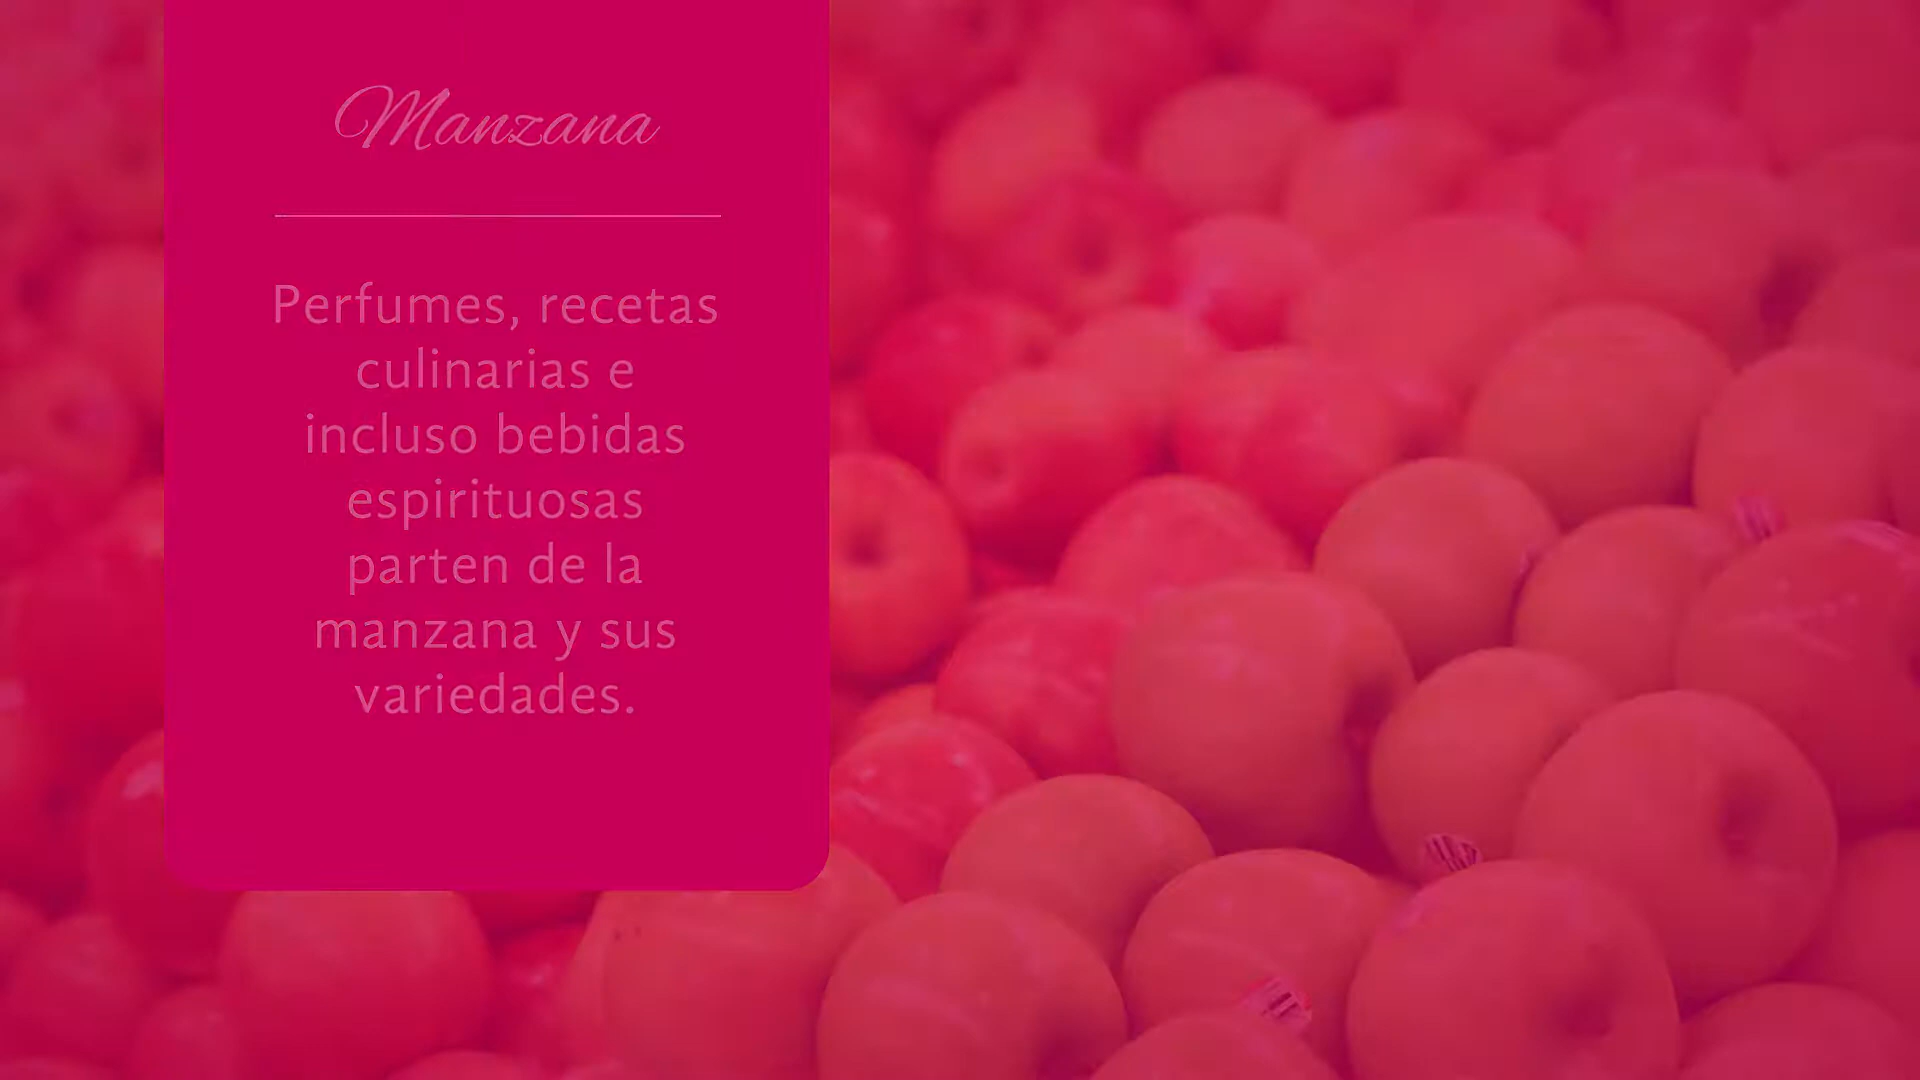 Manzana
Perfumes, recetas
culinarias e
incluso bebidas
espirituosas
parten de la
manzana y sus
variedades.